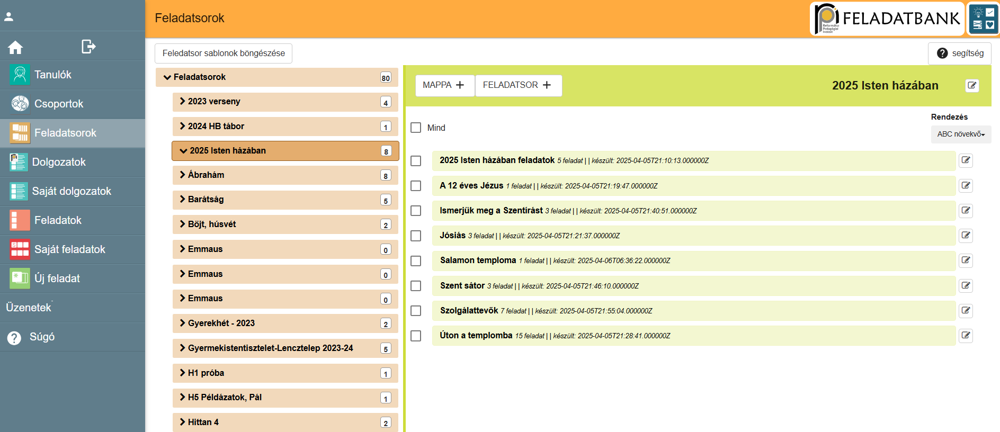 Feladatsorok
Református
Pedagógiai
Intézet
FELADATBANK
Tanulók
Csoportok
Feladatsorok
Dolgozatok
Saját dolgozatok
Feladatok
Saját feladatok
Új feladat
Üzenetek
Súgó
Feledatsor sablonok böngészése
segítség
Feladatsorok 80
2023 verseny 4
2024 HB tábor 1
2025 Isten házában 8
Ábrahám 8
Barátság 5
Böjt, húsvét 2
Emmaus 0
Emmaus 0
Emmaus 0
Gyerekhét - 2023 2
Gyermekistentisztelet-Lencztelep 2023-24 5
H1 próba 1
H5 Példázatok, Pál 1
Hittan 4 2
MAPPA + FELADATSOR + 2025 Isten házában
Rendezés
Mind
ABC növekvő
2025 Isten házában feladatok 5 feladat | | készült: 2025-04-05T21:10:13.000000Z
A 12 éves Jézus 1 feladat | | készült: 2025-04-05T21:19:47.000000Z
Ismerjük meg a Szentírást 3 feladat | | készült: 2025-04-05T21:40:51.000000Z
Jósiás 3 feladat | | készült: 2025-04-05T21:21:37.000000Z
Salamon temploma 1 feladat | | készült: 2025-04-06T06:36:22.000000Z
Szent sátor 3 feladat | | készült: 2025-04-05T21:46:10.000000Z
Szolgálattevők 7 feladat | | készült: 2025-04-05T21:55:04.000000Z
Úton a templomba 15 feladat | | készült: 2025-04-05T21:28:41.000000Z